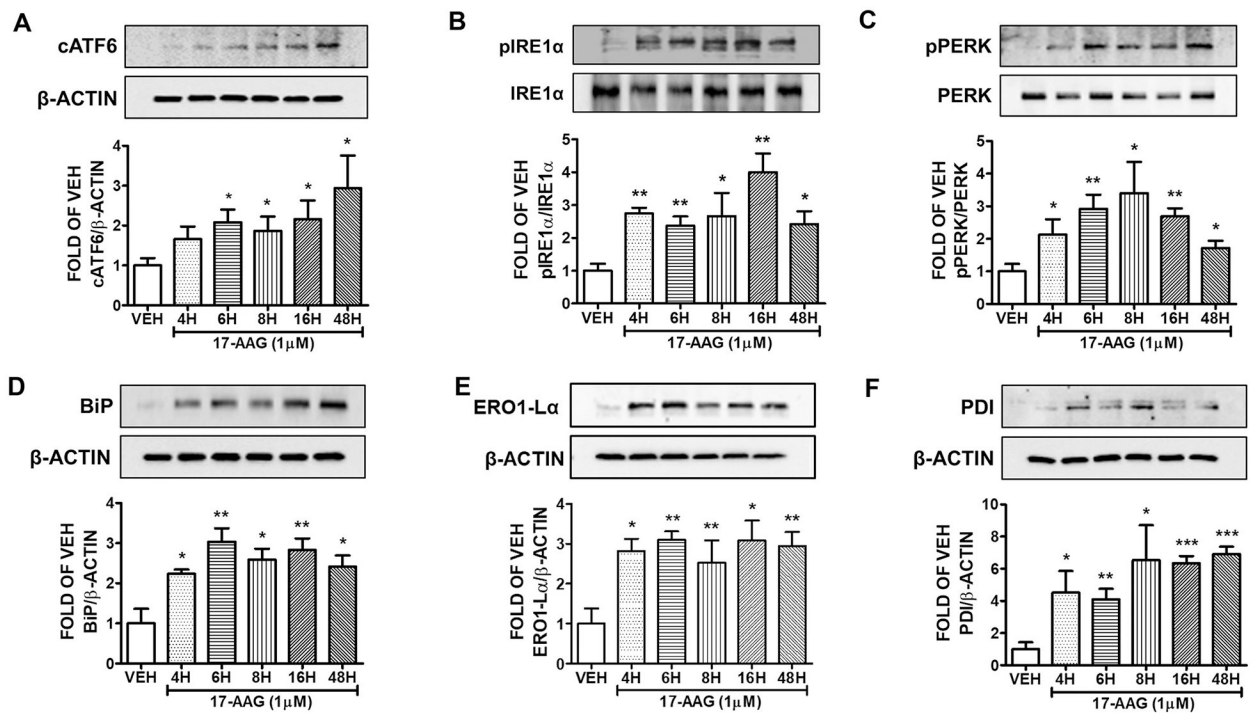 A
cATF6
β-ACTIN
FOLD OF VEH
cATF6/β-ACTIN
4
3
2
1
0
*
*
*
*
VEH 4H 6H 8H 16H 48H
17-AAG (1μM)
B
pIRE1α
IRE1α
FOLD OF VEH
pIRE1α/IRE1α
5
4
3
2
1
0
**
**
*
**
*
VEH 4H 6H 8H 16H 48H
17-AAG (1μM)
C
pPERK
PERK
FOLD OF VEH
pPERK/PERK
5
4
3
2
1
0
*
**
*
**
*
VEH 4H 6H 8H 16H 48H
17-AAG (1μM)
D
BiP
β-ACTIN
FOLD OF VEH
BiP/β-ACTIN
4
3
2
1
0
*
**
*
**
*
VEH 4H 6H 8H 16H 48H
17-AAG (1μM)
E
ERO1-Lα
β-ACTIN
FOLD OF VEH
ERO1-Lα/β-ACTIN
4
3
2
1
0
*
**
**
*
**
VEH 4H 6H 8H 16H 48H
17-AAG (1μM)
F
PDI
β-ACTIN
FOLD OF VEH
PDI/β-ACTIN
10
8
6
4
2
0
*
**
*
***
***
VEH 4H 6H 8H 16H 48H
17-AAG (1μM)